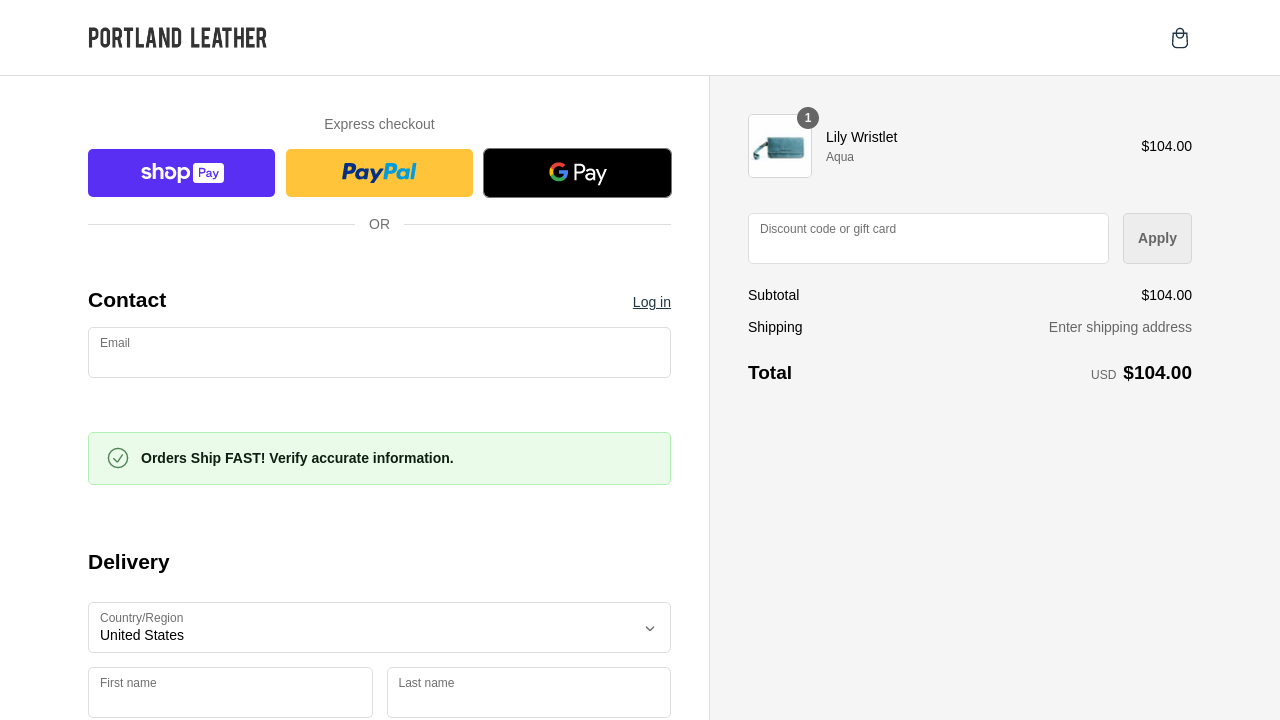 PORTLAND LEATHER
Express checkout
shop Pay
PayPal
G Pay
OR
Contact
Log in
Email
Orders Ship FAST! Verify accurate information.
Delivery
Country/Region
United States
First name
Last name
1
Lily Wristlet
Aqua
$104.00
Discount code or gift card
Apply
Subtotal
$104.00
Shipping
Enter shipping address
Total
USD $104.00